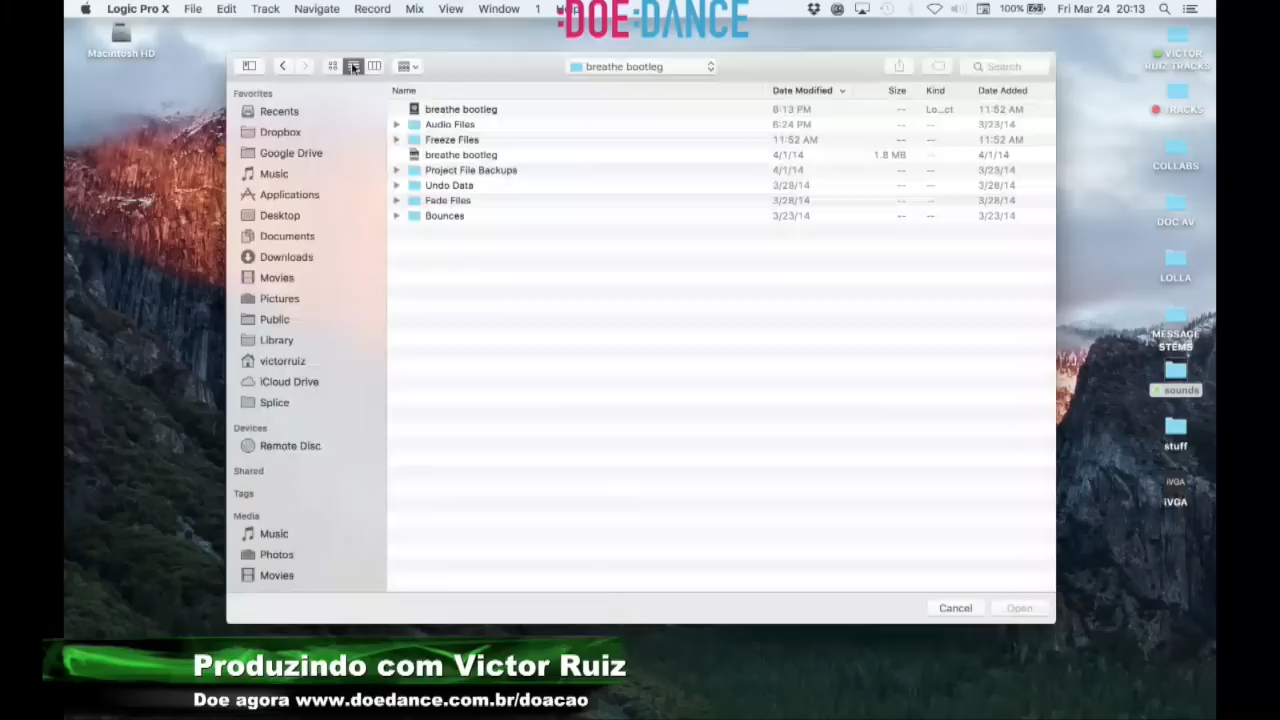 Logic Pro X File Edit Track Navigate Record Mix View Window 1
:DOE:DANCE
100% Fri Mar 24 20:13
Macintosh HD
breathe bootleg
Search
Favorites
Recents
Dropbox
Google Drive
Music
Applications
Desktop
Documents
Downloads
Movies
Pictures
Public
Library
victorruiz
iCloud Drive
Splice
Devices
Remote Disc
Shared
Tags
Media
Music
Photos
Movies
Name Date Modified Size Kind Date Added
breathe bootleg 8:13 PM -- Lo...ct 11:52 AM
Audio Files 6:24 PM -- -- 3/23/14
Freeze Files 11:52 AM -- -- 11:52 AM
breathe bootleg 4/1/14 1.8 MB -- 4/1/14
Project File Backups 4/1/14 -- -- 3/23/14
Undo Data 3/28/14 -- -- 3/28/14
Fade Files 3/28/14 -- -- 3/28/14
Bounces 3/23/14 -- -- 3/23/14
Cancel Open
VICTOR
RUIZ TRACKS
TRACKS
COLLABS
DOC AV
LOLLA
MESSAGE
STEMS
sounds
stuff
iVGA
iVGA
Produzindo com Victor Ruiz
Doe agora www.doedance.com.br/doacao